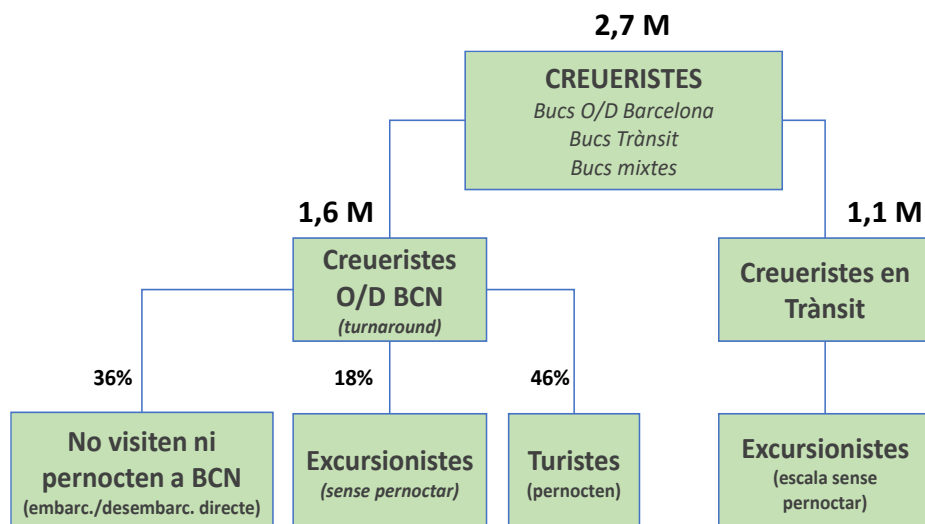 2,7 M
CREUERISTES
Bucs O/D Barcelona
Bucs Trànsit
Bucs mixtes
1,6 M
1,1 M
Creueristes
O/D BCN
(turnaround)
Creueristes en
Trànsit
36%
18%
46%
No visiten ni
pernocten a BCN
(embarc./desembarc. directe)
Excursionistes
(sense pernoctar)
Turistes
(pernocten)
Excursionistes
(escala sense
pernoctar)